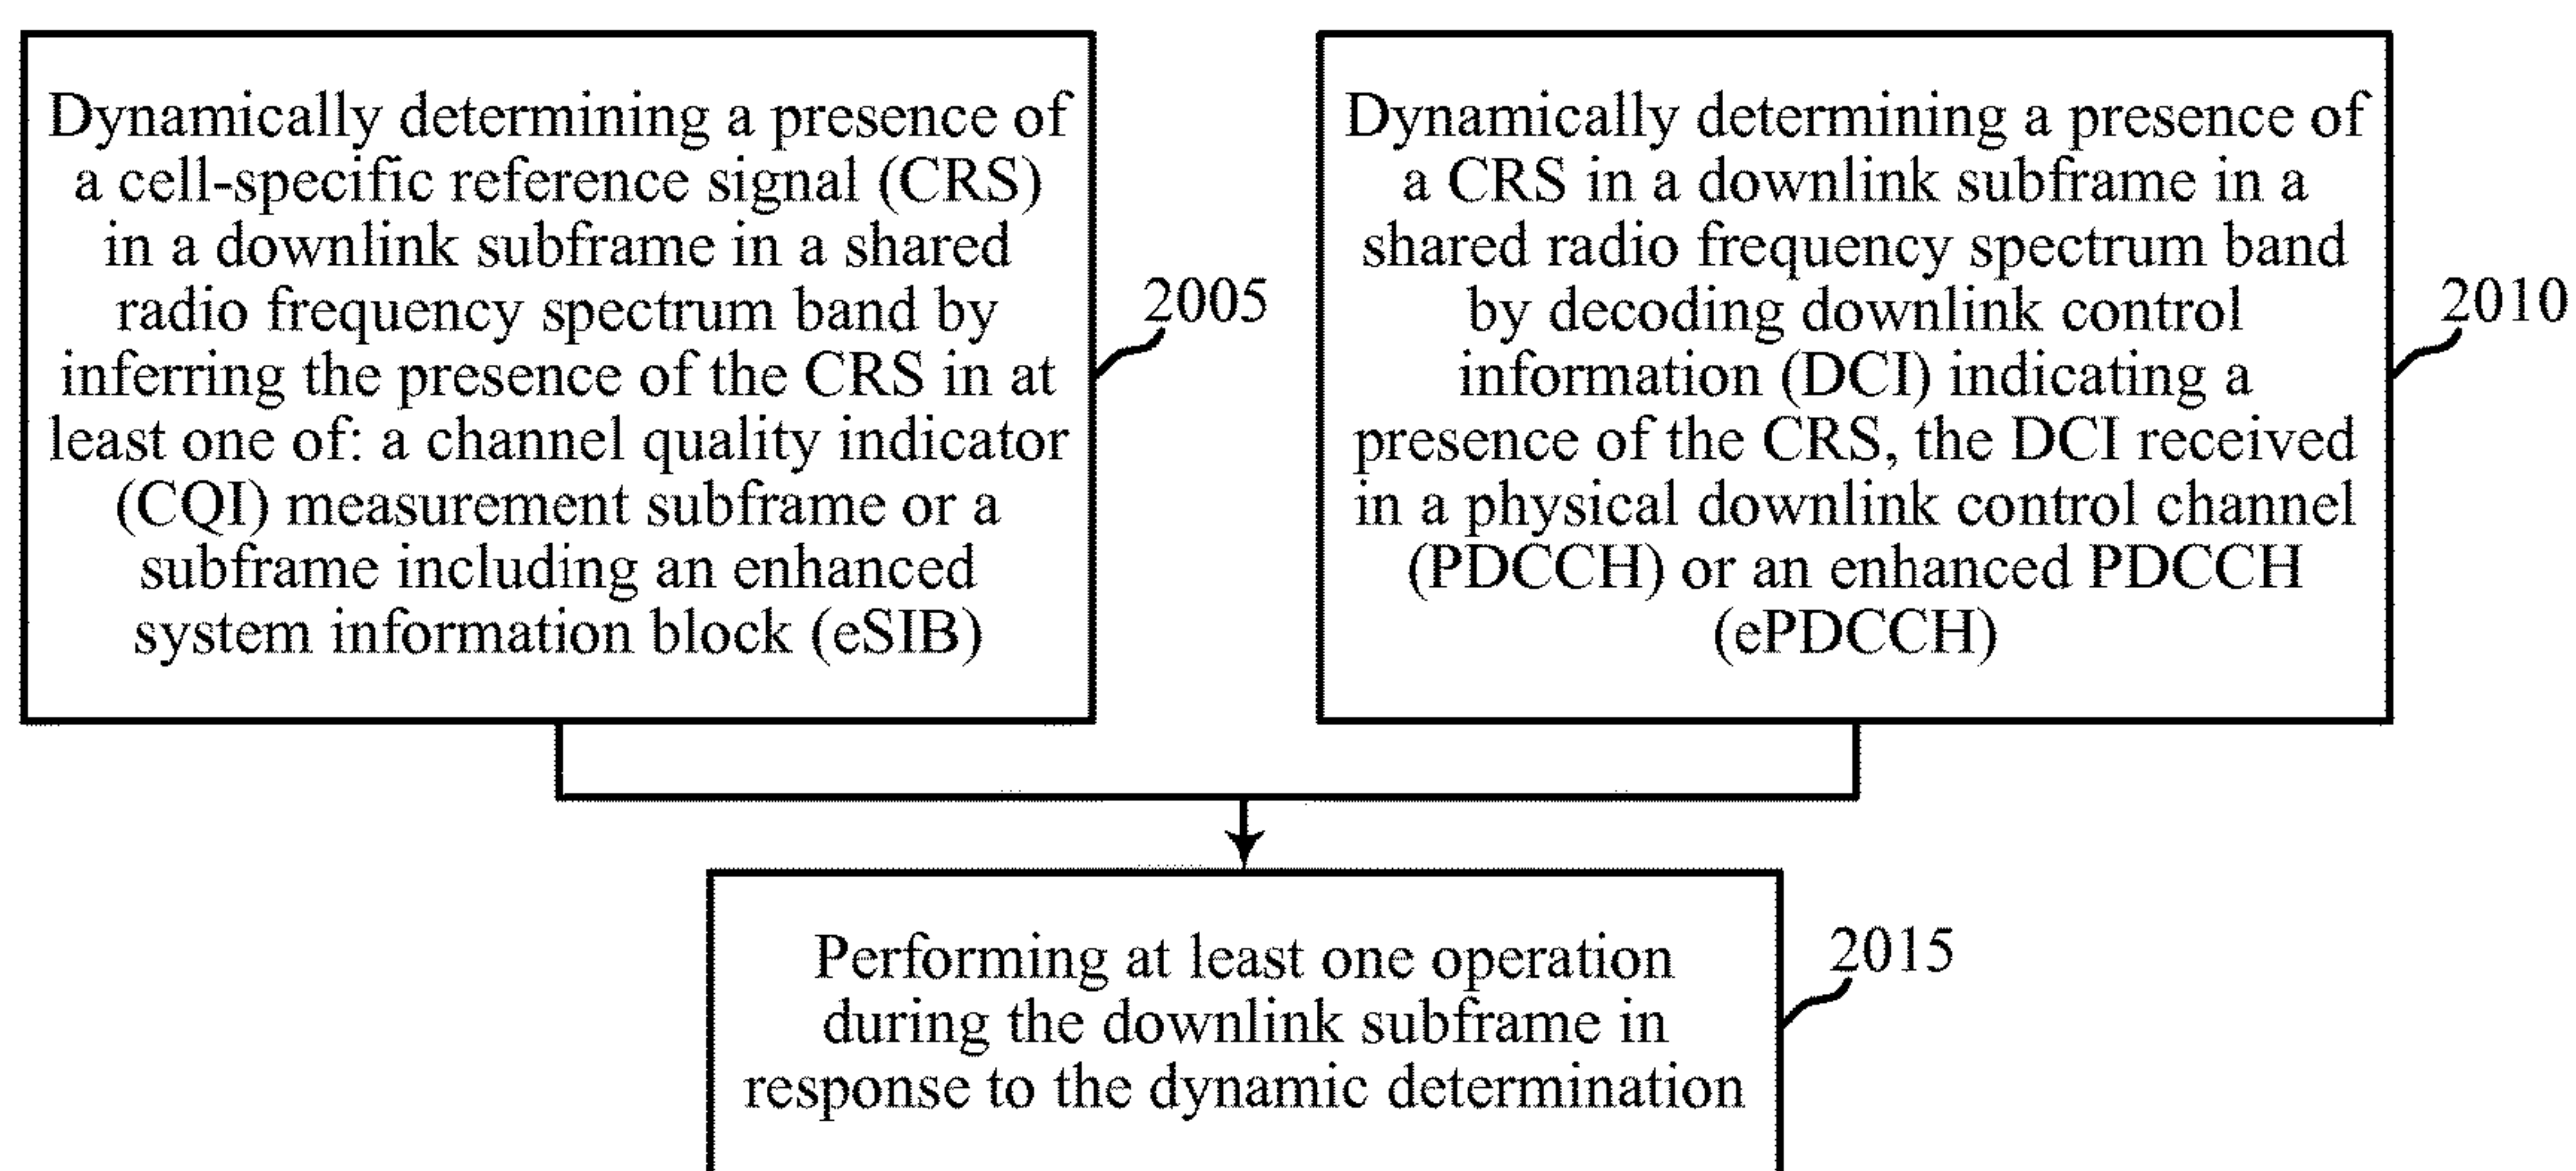 Dynamically determining a presence of
a cell-specific reference signal (CRS)
in a downlink subframe in a shared
radio frequency spectrum band by
inferring the presence of the CRS in at
least one of: a channel quality indicator
(CQI) measurement subframe or a
subframe including an enhanced
system information block (eSIB)
2005
Dynamically determining a presence of
a CRS in a downlink subframe in a
shared radio frequency spectrum band
by decoding downlink control
information (DCI) indicating a
presence of the CRS, the DCI received
in a physical downlink control channel
(PDCCH) or an enhanced PDCCH
(ePDCCH)
2010
Performing at least one operation
during the downlink subframe in
response to the dynamic determination
2015